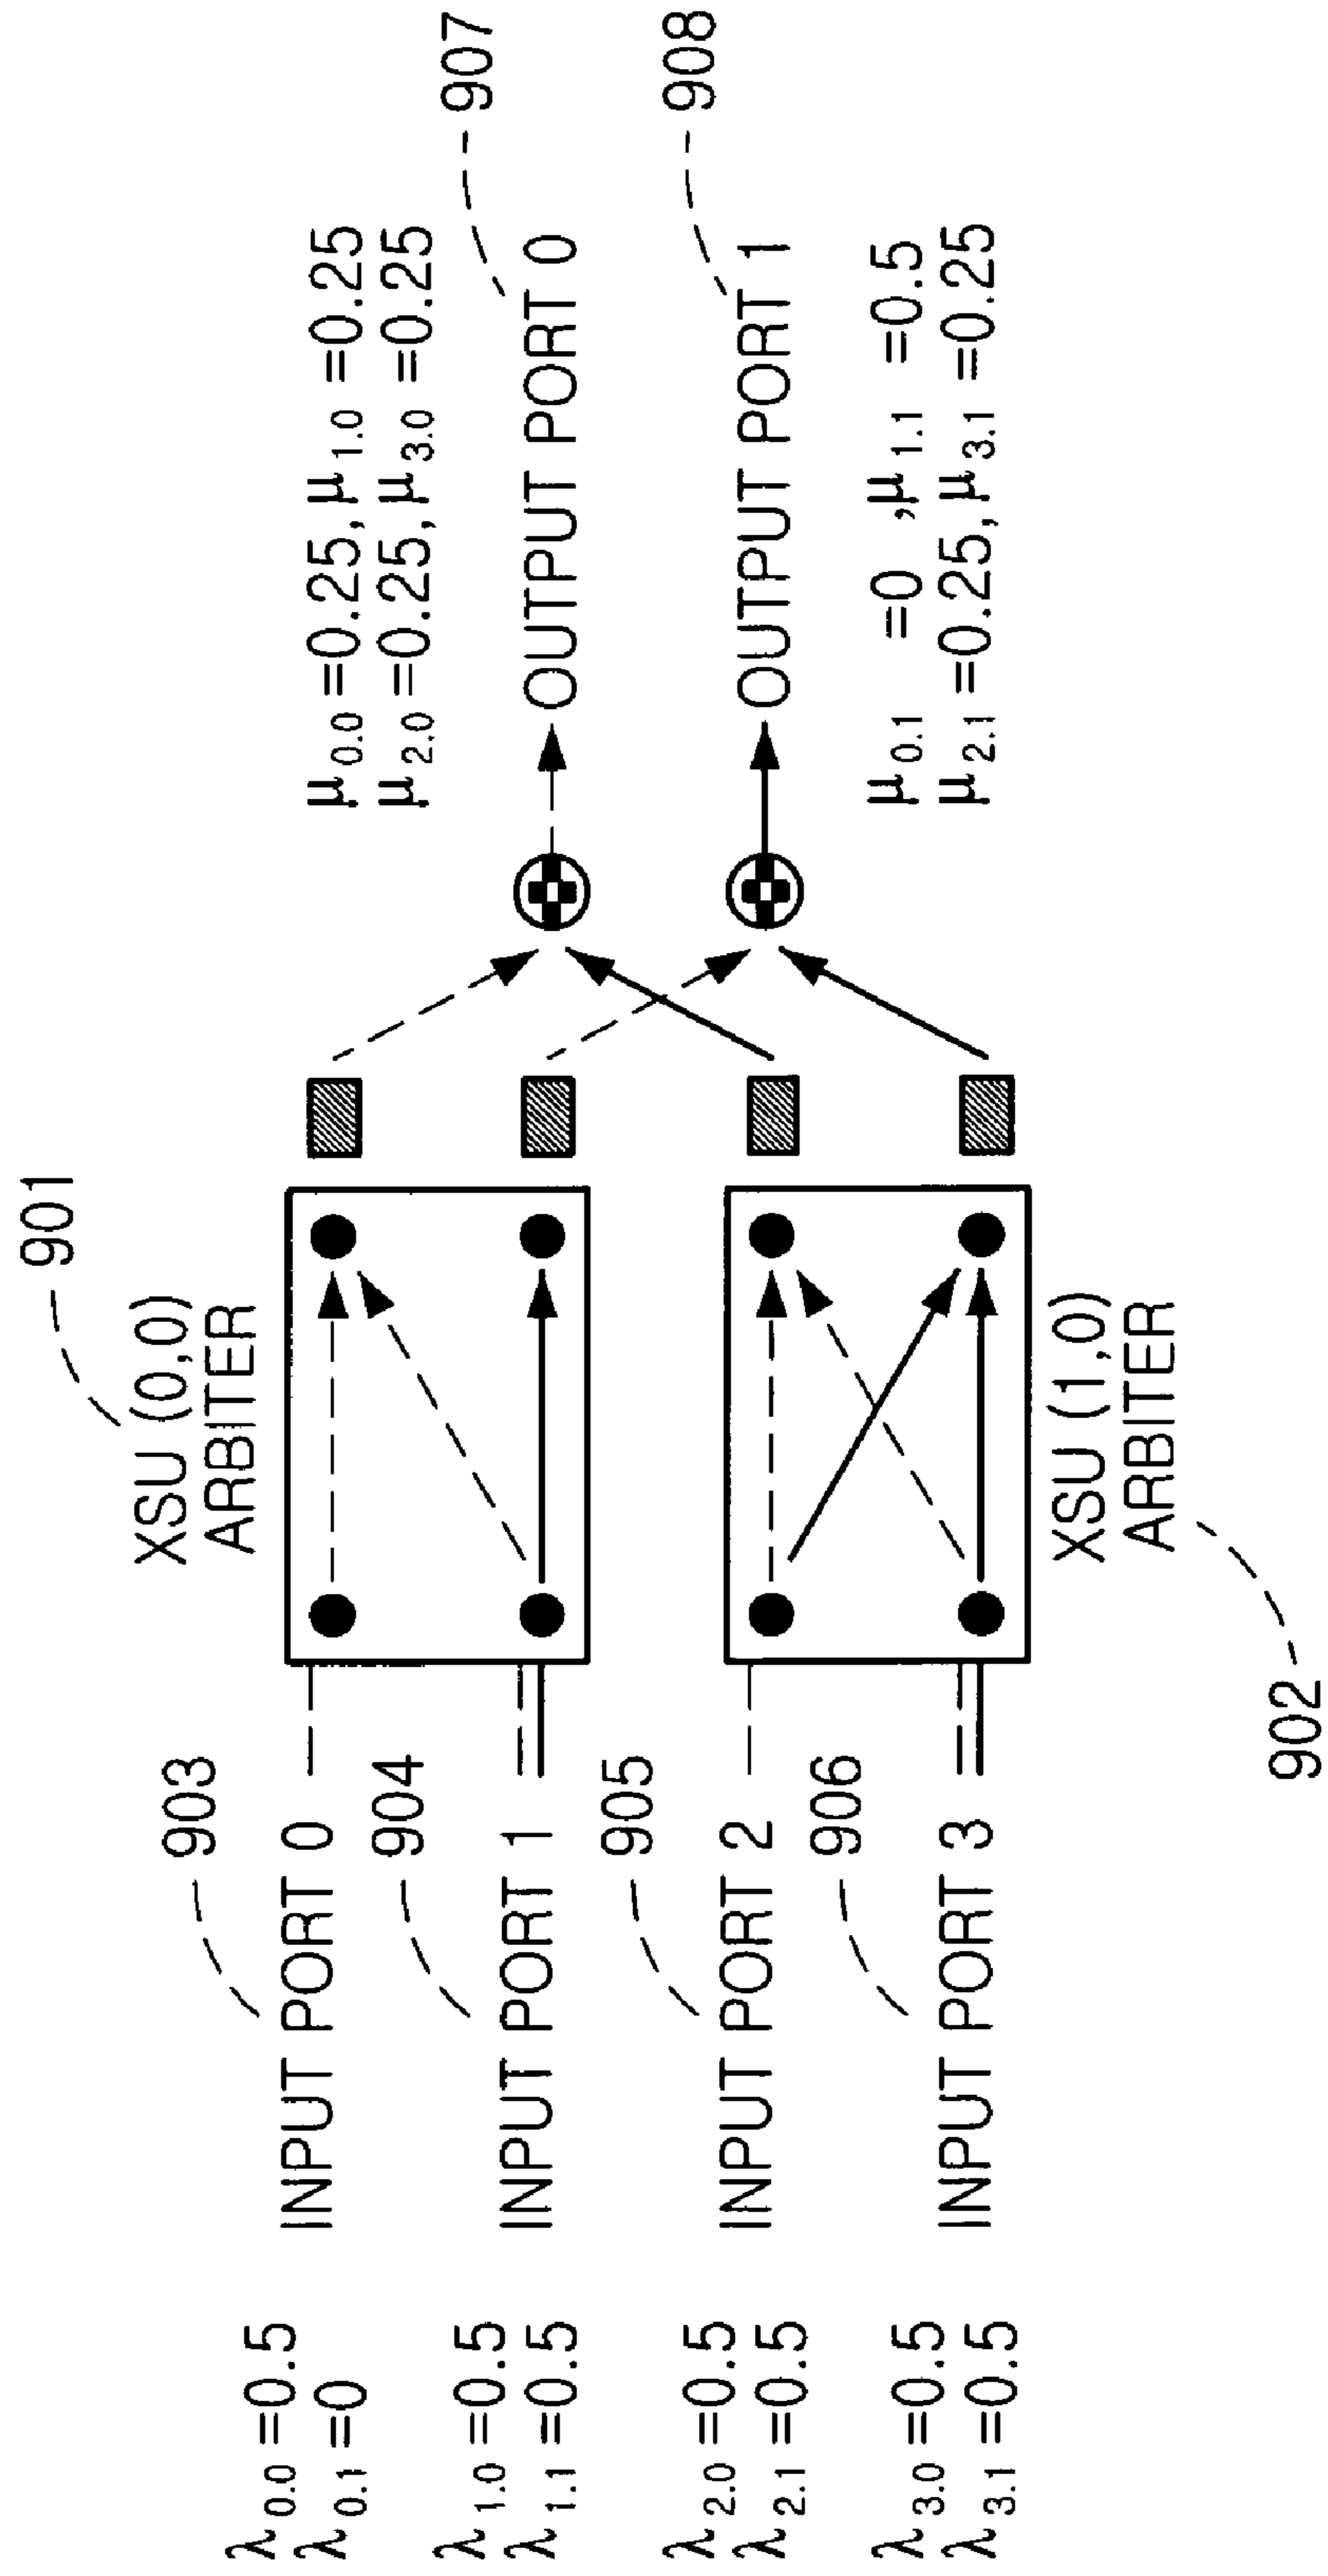 901
XSU (0,0)
ARBITER
903
λ0.0 =0.5
λ0.1 =0
INPUT PORT 0
904
λ1.0 =0.5
λ1.1 =0.5
INPUT PORT 1
905
λ2.0 =0.5
λ2.1 =0.5
INPUT PORT 2
906
λ3.0 =0.5
λ3.1 =0.5
INPUT PORT 3
XSU (1,0)
ARBITER
902
907
μ0.0 =0.25, μ1.0 =0.25
μ2.0 =0.25, μ3.0 =0.25
OUTPUT PORT 0
908
OUTPUT PORT 1
μ0.1 =0 ,μ1.1 =0.5
μ2.1 =0.25, μ3.1 =0.25